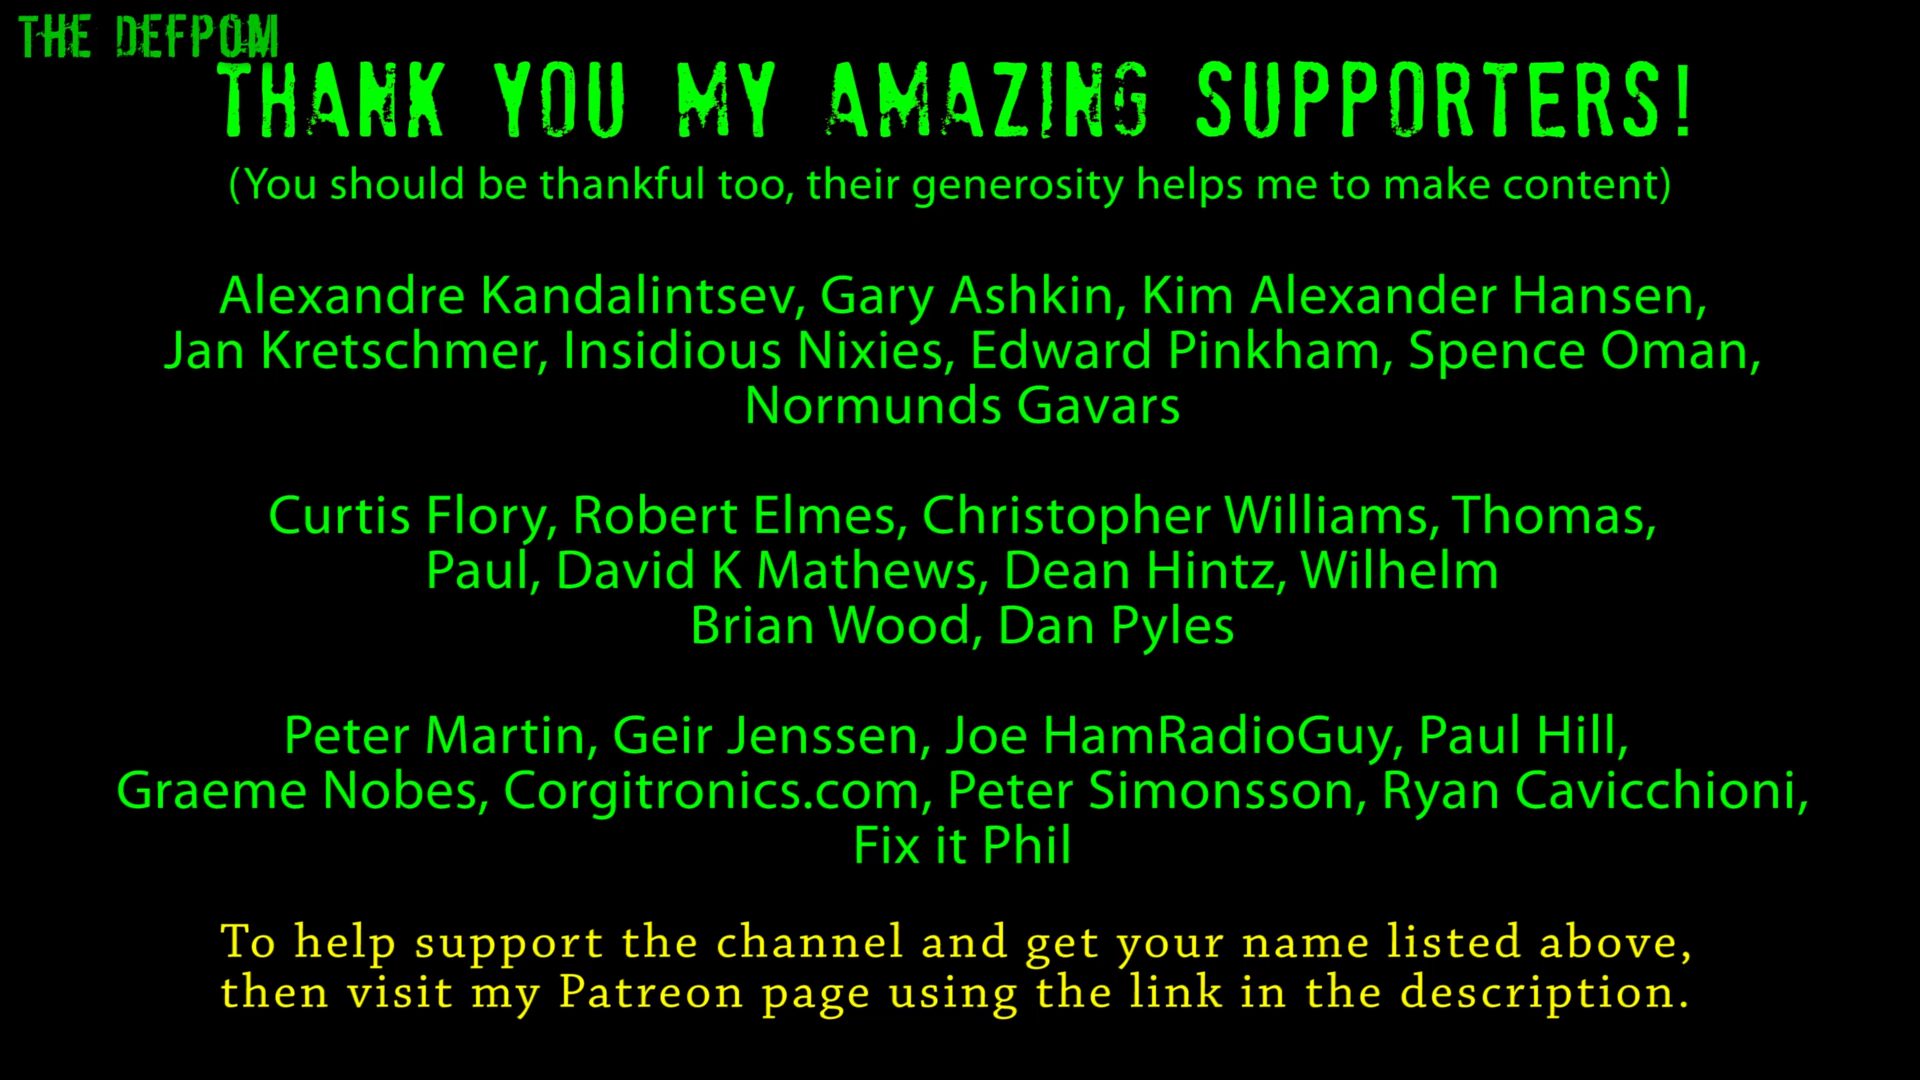 THE DEFPOM
THANK YOU MY AMAZING SUPPORTERS!
(You should be thankful too, their generosity helps me to make content)
Alexandre Kandalintsev, Gary Ashkin, Kim Alexander Hansen,
Jan Kretschmer, Insidious Nixies, Edward Pinkham, Spence Oman,
Normunds Gavars
Curtis Flory, Robert Elmes, Christopher Williams, Thomas,
Paul, David K Mathews, Dean Hintz, Wilhelm
Brian Wood, Dan Pyles
Peter Martin, Geir Jenssen, Joe HamRadioGuy, Paul Hill,
Graeme Nobes, Corgitronics.com, Peter Simonsson, Ryan Cavicchioni,
Fix it Phil
To help support the channel and get your name listed above,
then visit my Patreon page using the link in the description.